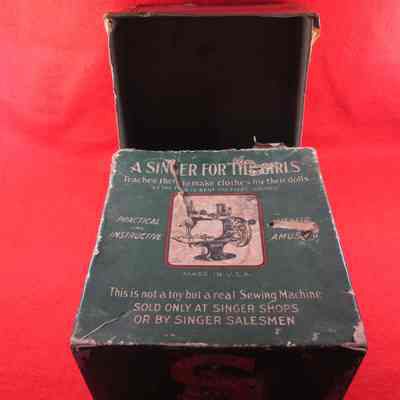 A SINGER FOR THE GIRLS
Teaches them to make clothes for their dolls
PRACTICAL
AND
INSTRUCTIVE
MADE IN U.S.A.
This is not a toy but a real Sewing Machine
SOLD ONLY AT SINGER SHOPS
OR BY SINGER SALESMEN
S